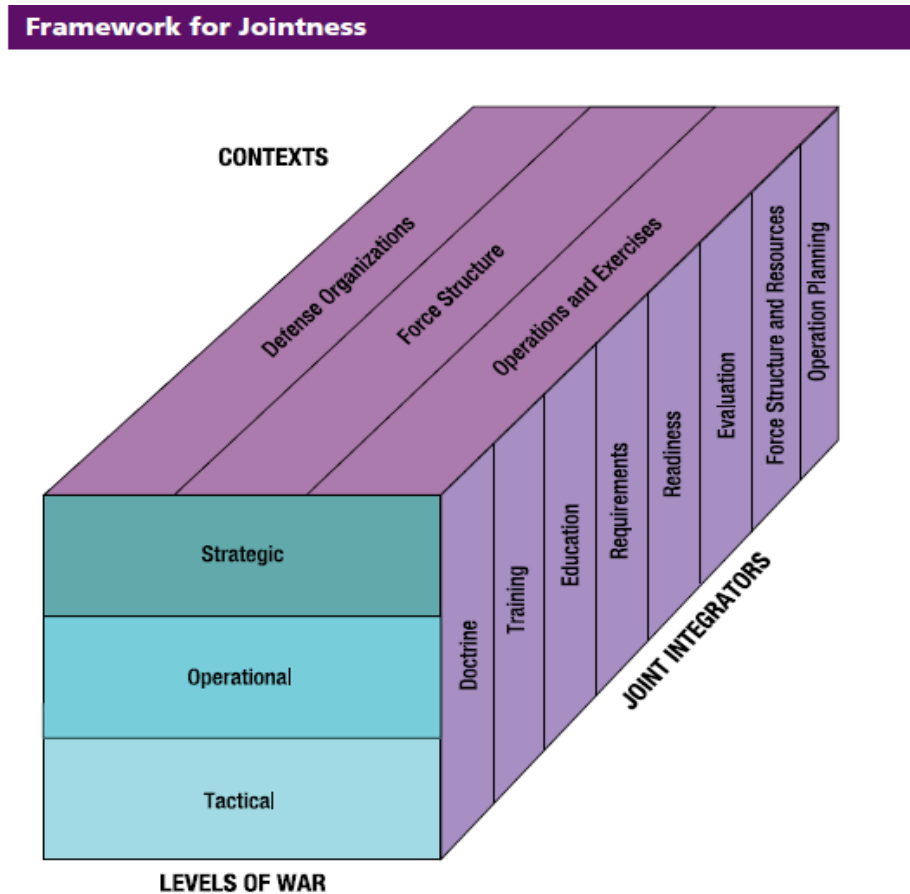 Framework for Jointness
CONTEXTS
Defense Organizations
Force Structure
Operations and Exercises
Strategic
Operational
Tactical
LEVELS OF WAR
Doctrine
Training
Education
Requirements
Readiness
Evaluation
Force Structure and Resources
Operation Planning
JOINT INTEGRATORS